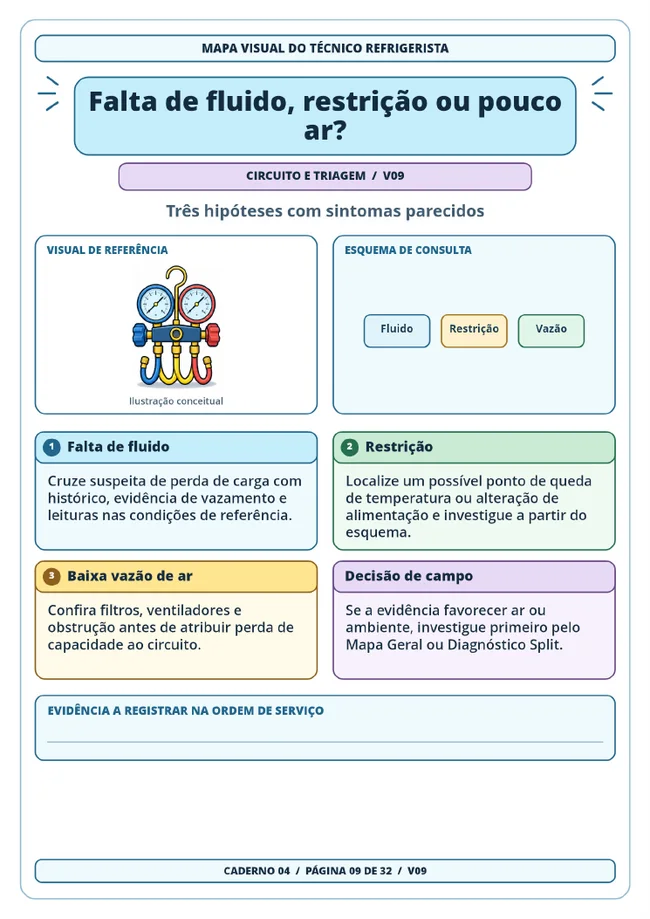 MAPA VISUAL DO TÉCNICO REFRIGERISTA
Falta de fluido, restrição ou pouco
ar?
CIRCUITO E TRIAGEM / V09
Três hipóteses com sintomas parecidos
VISUAL DE REFERÊNCIA
Ilustração conceitual
ESQUEMA DE CONSULTA
Fluido
Restrição
Vazão
1 Falta de fluido
Cruze suspeita de perda de carga com
histórico, evidência de vazamento e
leituras nas condições de referência.
2 Restrição
Localize um possível ponto de queda
de temperatura ou alteração de
alimentação e investigue a partir do
esquema.
3 Baixa vazão de ar
Confira filtros, ventiladores e
obstrução antes de atribuir perda de
capacidade ao circuito.
Decisão de campo
Se a evidência favorecer ar ou
ambiente, investigue primeiro pelo
Mapa Geral ou Diagnóstico Split.
EVIDÊNCIA A REGISTRAR NA ORDEM DE SERVIÇO
CADERNO 04 / PÁGINA 09 DE 32 / V09